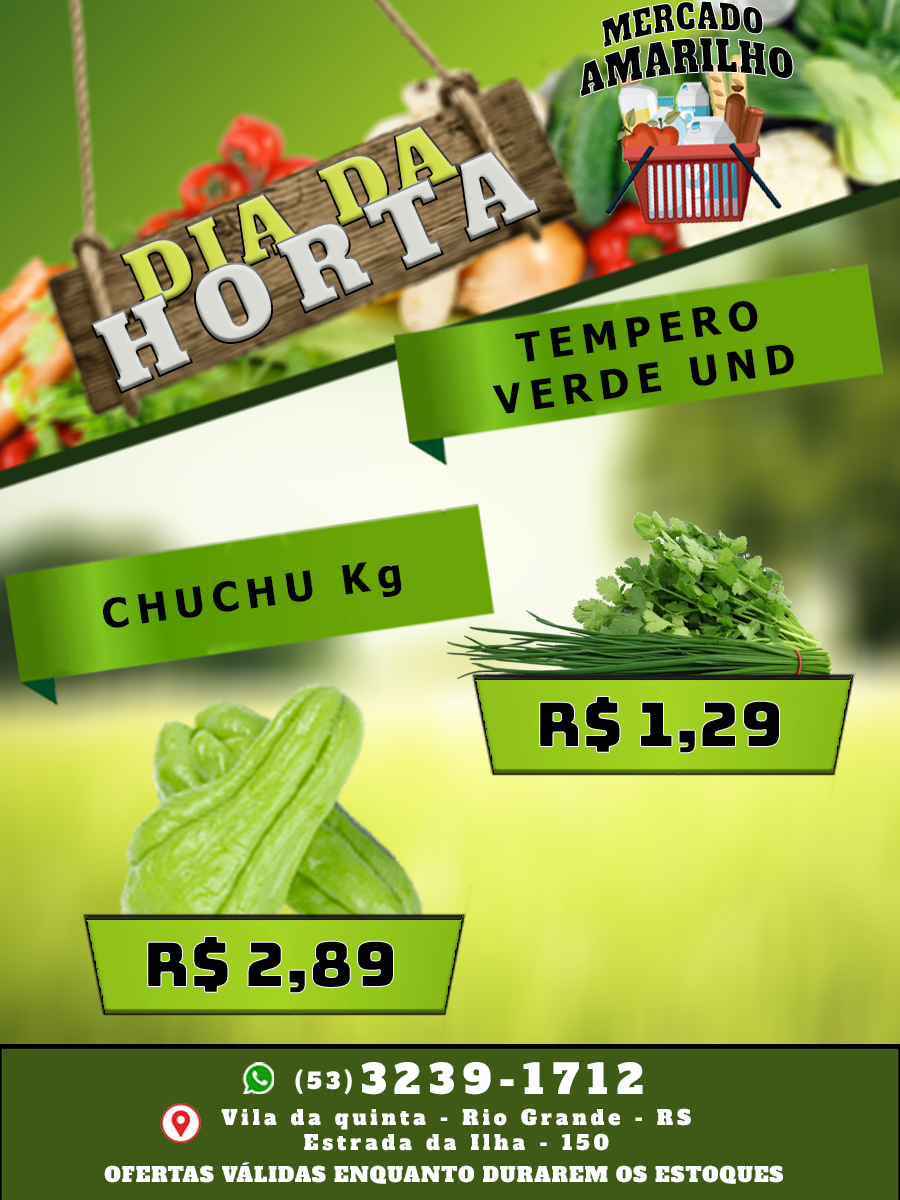 MERCADO
AMARILHO
DIA DA
HORTA
TEMPERO
VERDE UND
CHUCHU Kg
R$ 1,29
R$ 2,89
(53) 3239-1712
Vila da quinta - Rio Grande - RS
Estrada da Ilha - 150
OFERTAS VÁLIDAS ENQUANTO DURAREM OS ESTOQUES